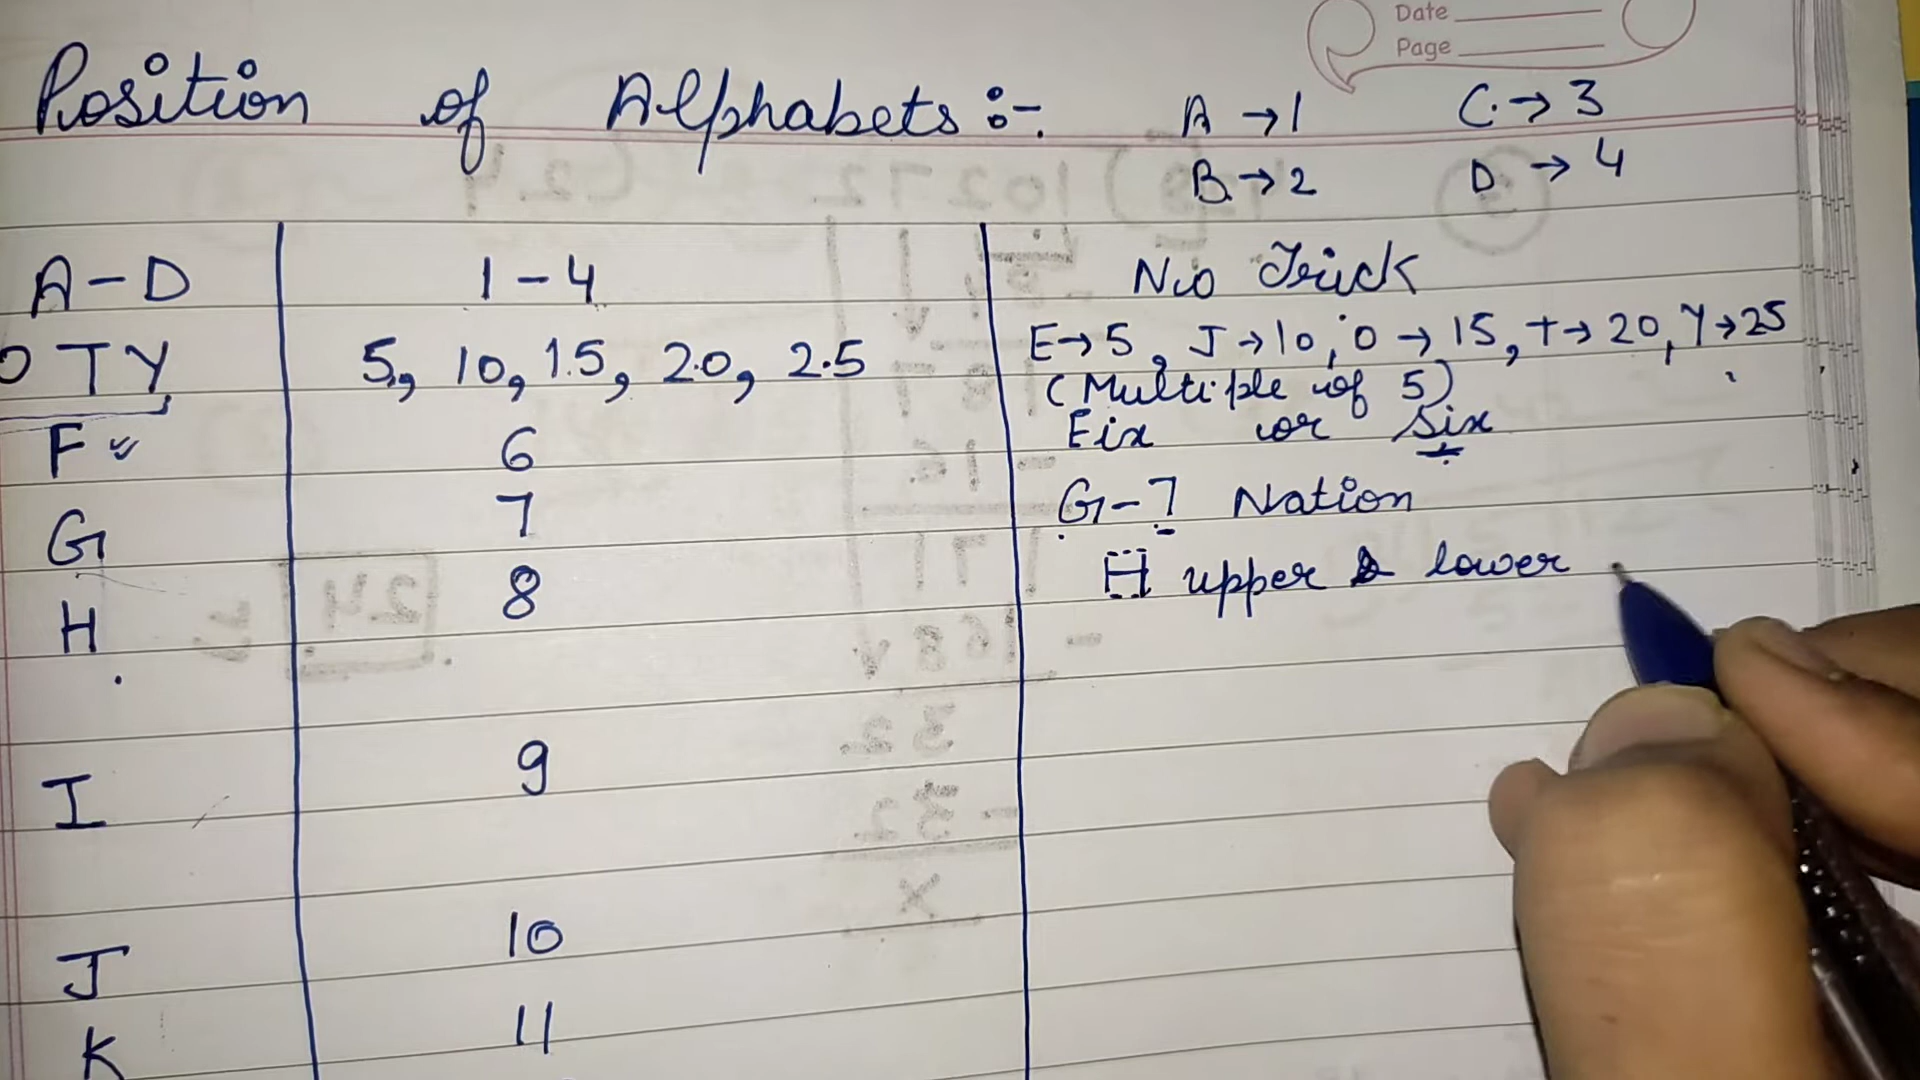 Date
Page
Position of Alphabets :-
A → 1
C → 3
B → 2
D → 4
A - D 1 - 4 No Trick
O T Y 5, 10, 15, 20, 25 E → 5, J → 10, O → 15, T → 20, Y → 25
(Multiple of 5)
F 6 Fix or Six
G 7 G-7 Nation
H 8 H upper & lower
I 9
J 10
K 11